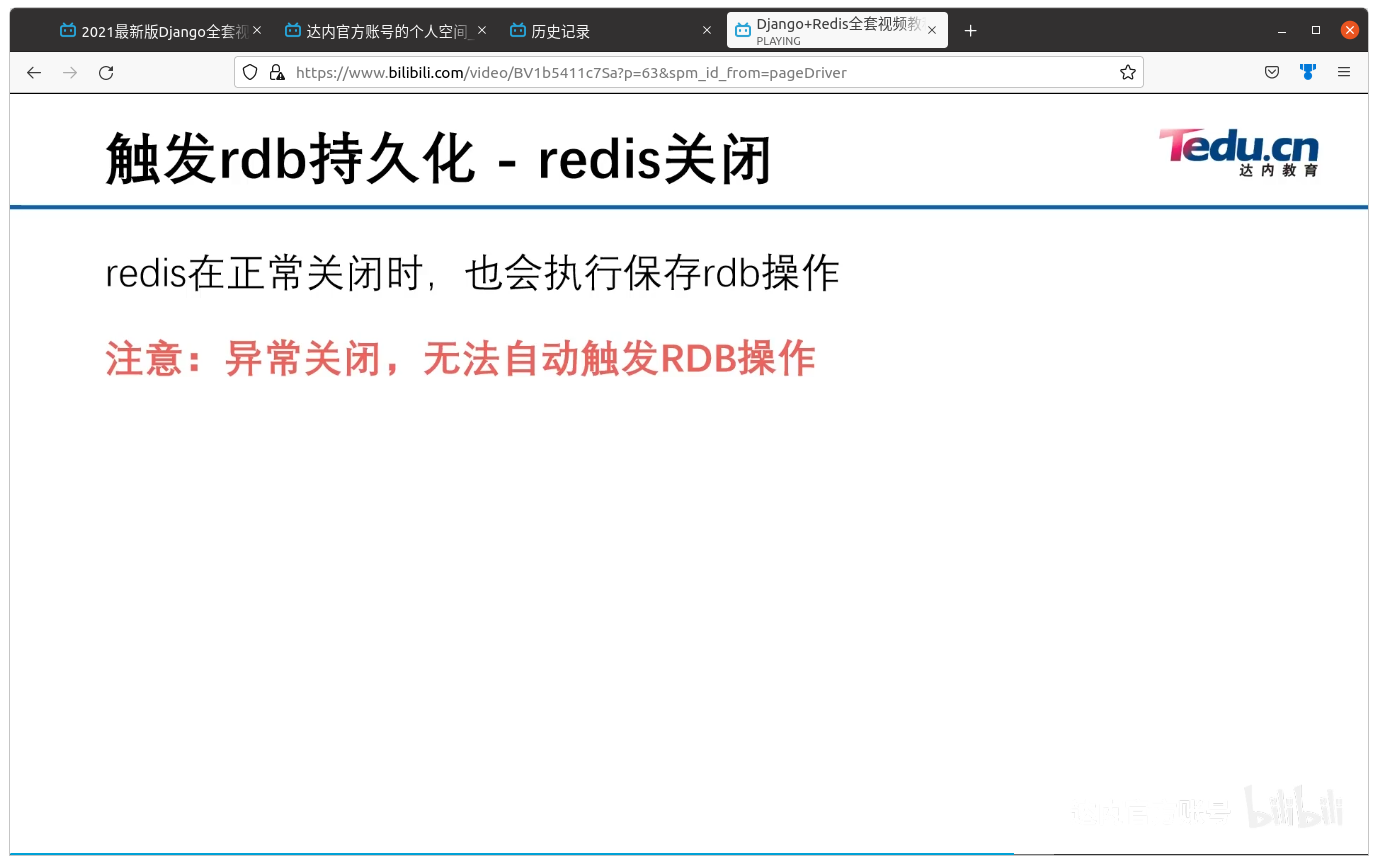 2021最新版Django全套视
达内官方账号的个人空间_
历史记录
Django+Redis全套视频教
PLAYING
https://www.bilibili.com/video/BV1b5411c7Sa?p=63&spm_id_from=pageDriver
触发rdb持久化 - redis关闭
Tedu.cn
达内教育
redis在正常关闭时，也会执行保存rdb操作
注意：异常关闭，无法自动触发RDB操作
bilibili